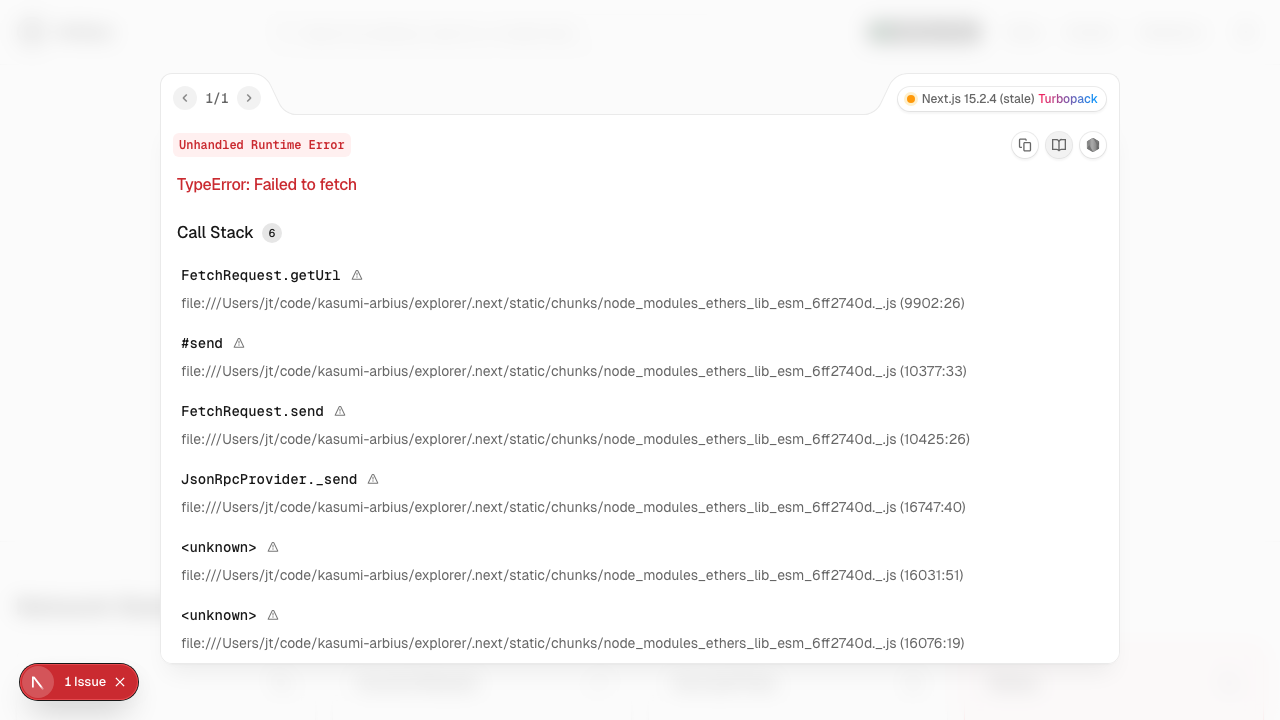 1/1
Next.js 15.2.4 (stale) Turbopack
Unhandled Runtime Error
TypeError: Failed to fetch
Call Stack 6
FetchRequest.getUrl
file:///Users/jt/code/kasumi-arbius/explorer/.next/static/chunks/node_modules_ethers_lib_esm_6ff2740d._.js (9902:26)
#send
file:///Users/jt/code/kasumi-arbius/explorer/.next/static/chunks/node_modules_ethers_lib_esm_6ff2740d._.js (10377:33)
FetchRequest.send
file:///Users/jt/code/kasumi-arbius/explorer/.next/static/chunks/node_modules_ethers_lib_esm_6ff2740d._.js (10425:26)
JsonRpcProvider._send
file:///Users/jt/code/kasumi-arbius/explorer/.next/static/chunks/node_modules_ethers_lib_esm_6ff2740d._.js (16747:40)
<unknown>
file:///Users/jt/code/kasumi-arbius/explorer/.next/static/chunks/node_modules_ethers_lib_esm_6ff2740d._.js (16031:51)
<unknown>
file:///Users/jt/code/kasumi-arbius/explorer/.next/static/chunks/node_modules_ethers_lib_esm_6ff2740d._.js (16076:19)
1 Issue